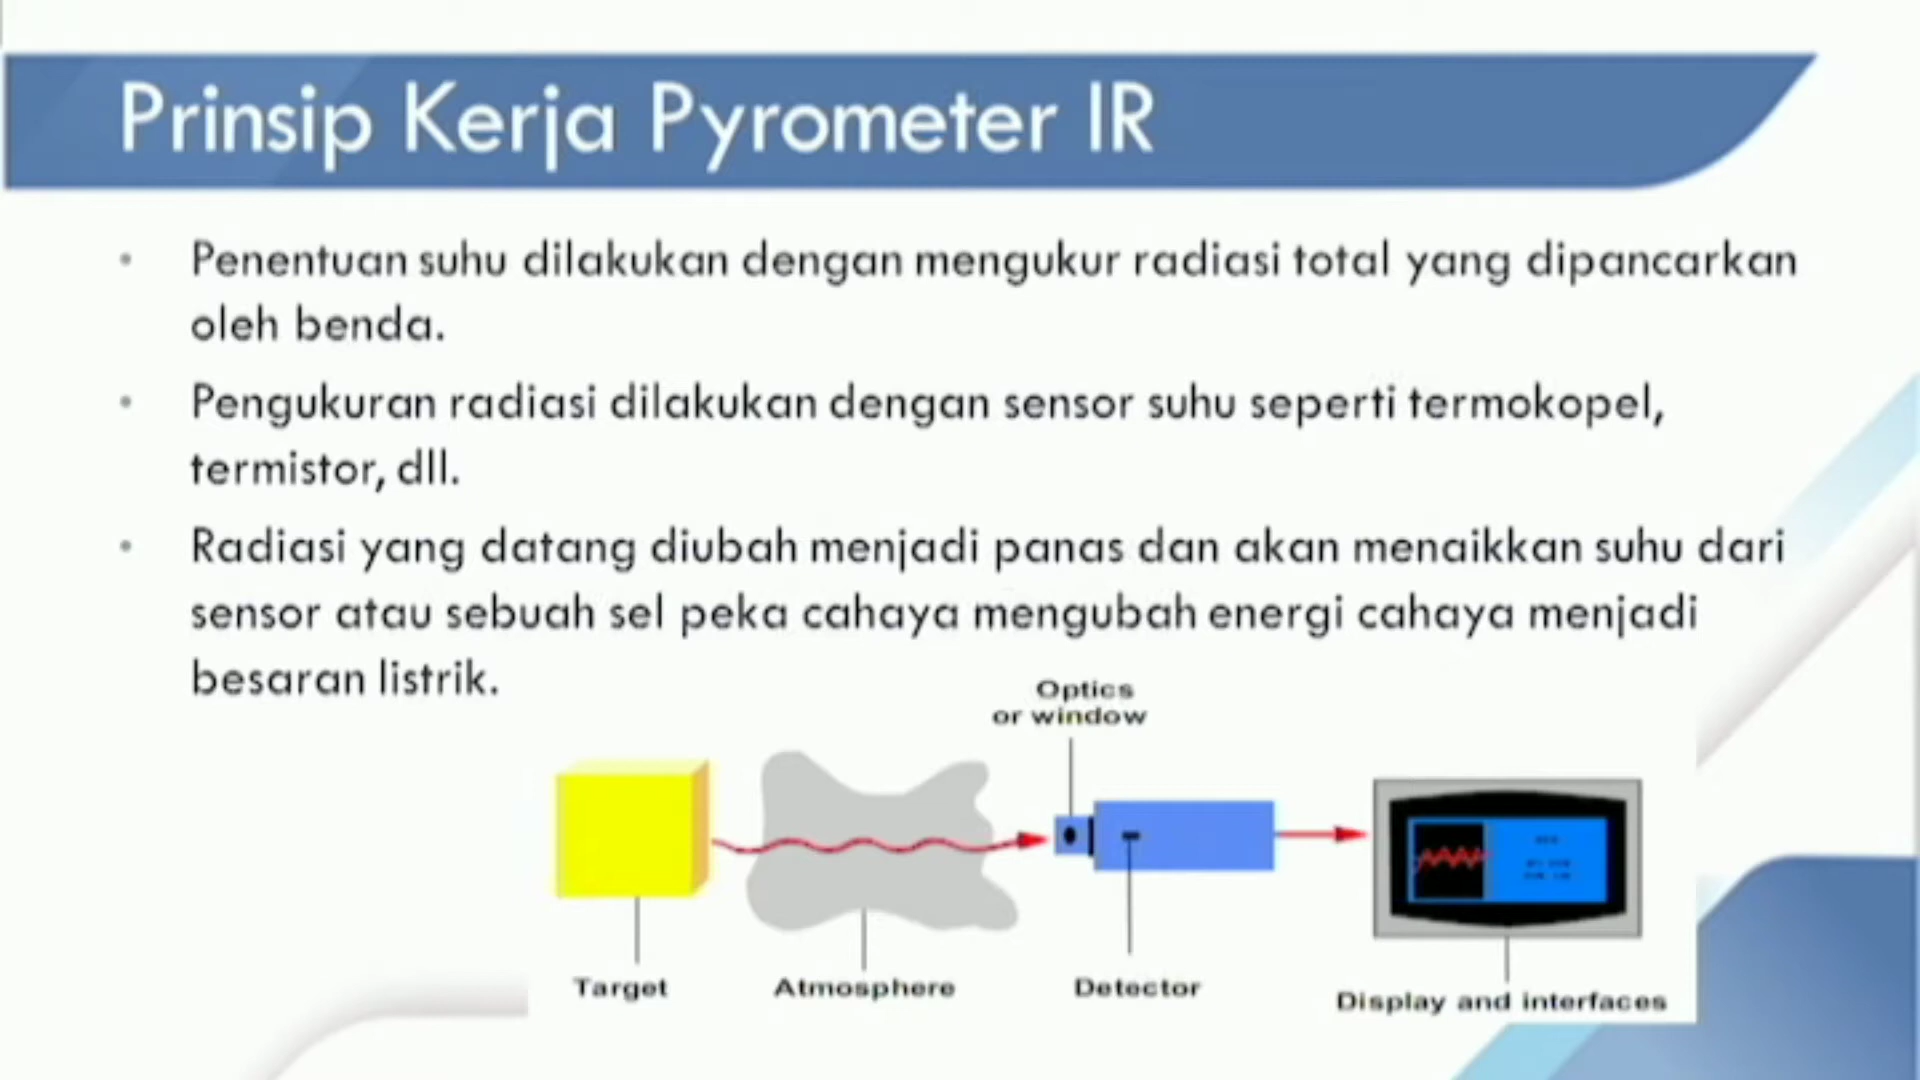 Prinsip Kerja Pyrometer IR
Penentuan suhu dilakukan dengan mengukur radiasi total yang dipancarkan
oleh benda.
Pengukuran radiasi dilakukan dengan sensor suhu seperti termokopel,
termistor, dll.
Radiasi yang datang diubah menjadi panas dan akan menaikkan suhu dari
sensor atau sebuah sel peka cahaya mengubah energi cahaya menjadi
besaran listrik.
Optics
or window
Target
Atmosphere
Detector
Display and interfaces